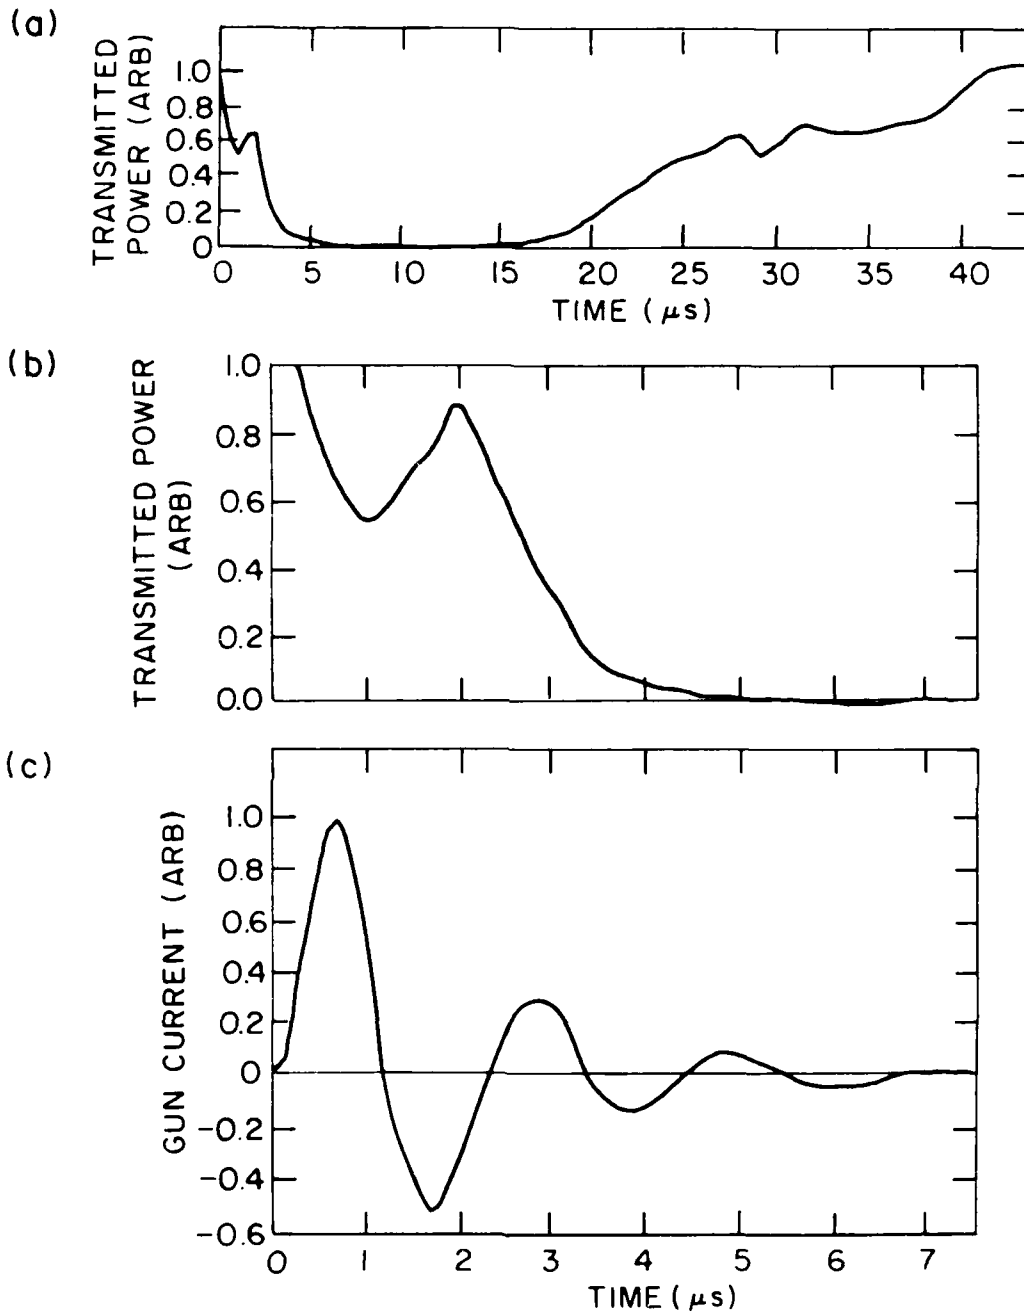 (a)
TRANSMITTED
POWER (ARB)
1.0
0.8
0.6
0.4
0.2
0
0 5 10 15 20 25 30 35 40
TIME (μs)
(b)
TRANSMITTED POWER
(ARB)
1.0
0.8
0.6
0.4
0.2
0.0
(c)
GUN CURRENT (ARB)
1.0
0.8
0.6
0.4
0.2
0
-0.2
-0.4
-0.6
0 1 2 3 4 5 6 7
TIME (μs)